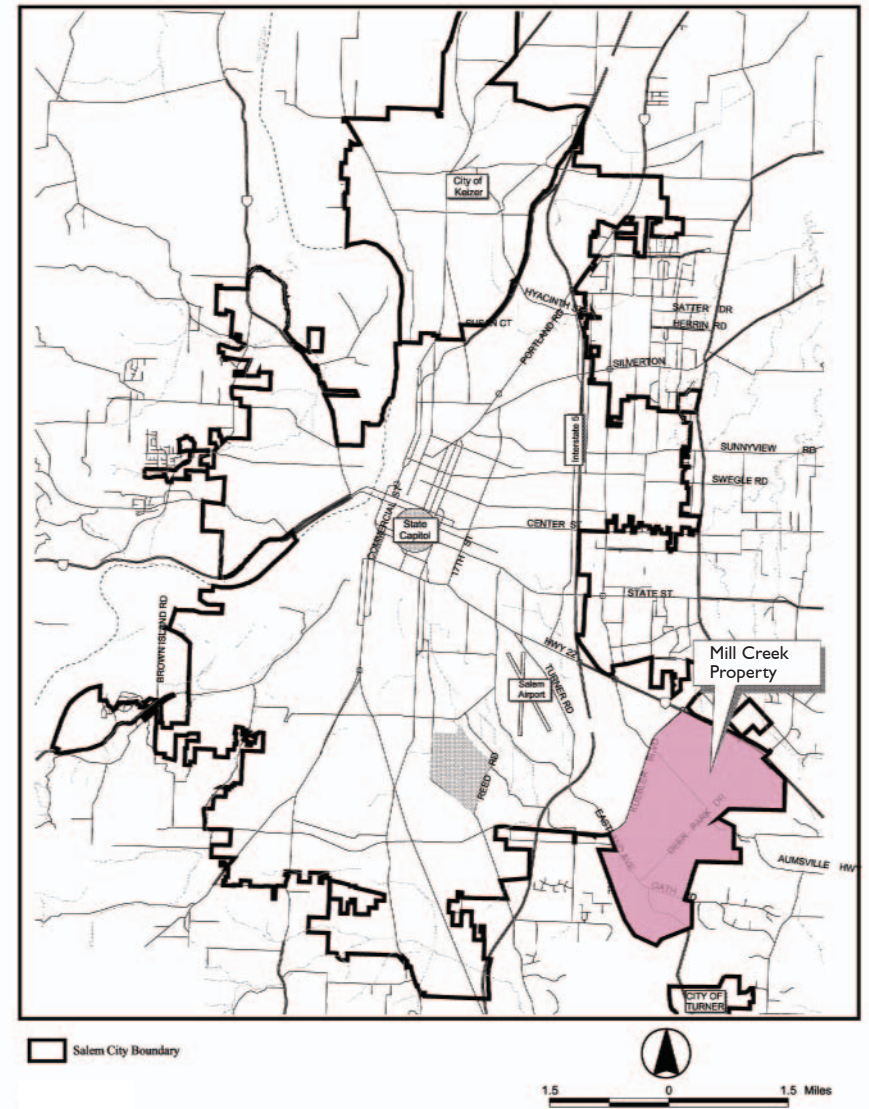 City of
Keizer
HYACINTH
SATTER DR
HERRIN RD
PORTLAND RD
SILVERTON
Interstate 5
SUNNYVIEW RD
SWEGLE RD
COMMERCIAL ST
State
Capitol
CENTER ST
17TH ST
STATE ST
BROWN ISLAND RD
HWY 22
Mill Creek
Property
Salem
Airport
TURNER RD
REED RD
AUMSVILLE HWY
CITY OF
TURNER
Salem City Boundary
1.5 0 1.5 Miles